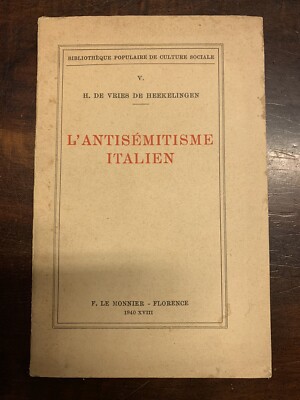 BIBLIOTHÈQUE POPULAIRE DE CULTURE SOCIALE
V.
H. DE VRIES DE HEEKELINGEN
L'ANTISÉMITISME
ITALIEN
F. LE MONNIER - FLORENCE
1940 XVIII